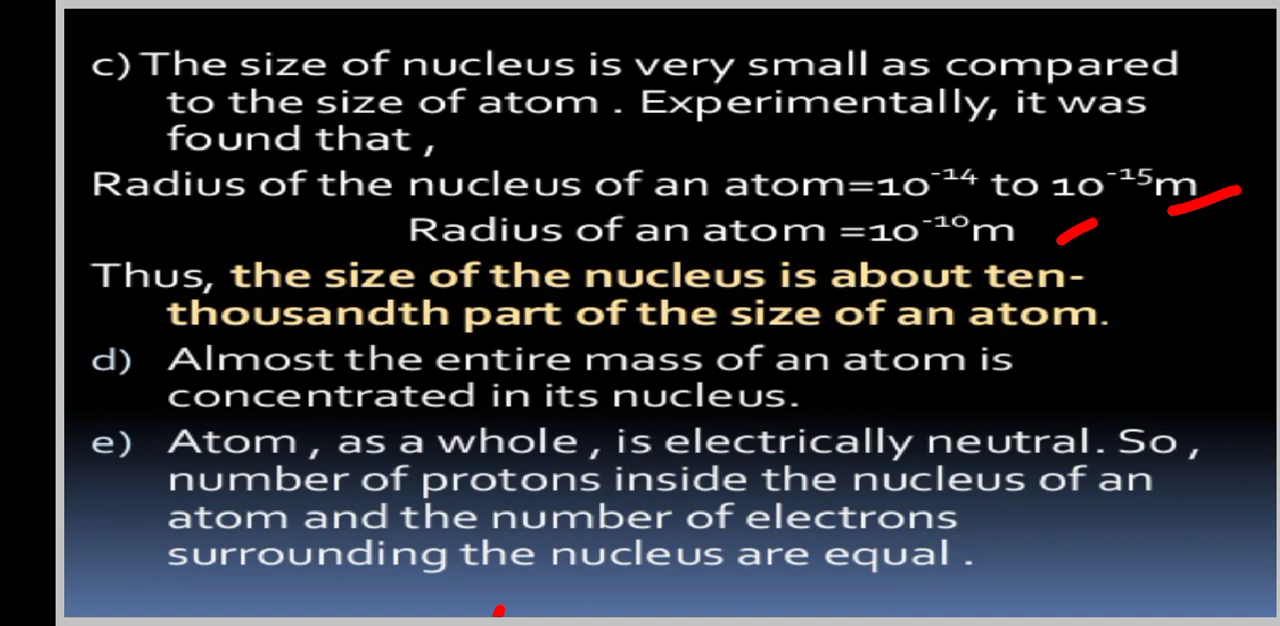 c) The size of nucleus is very small as compared
to the size of atom . Experimentally, it was
found that ,
Radius of the nucleus of an atom=10⁻¹⁴ to 10⁻¹⁵m
Radius of an atom =10⁻¹⁰m
Thus, the size of the nucleus is about ten-
thousandth part of the size of an atom.
d) Almost the entire mass of an atom is
concentrated in its nucleus.
e) Atom , as a whole , is electrically neutral. So ,
number of protons inside the nucleus of an
atom and the number of electrons
surrounding the nucleus are equal .